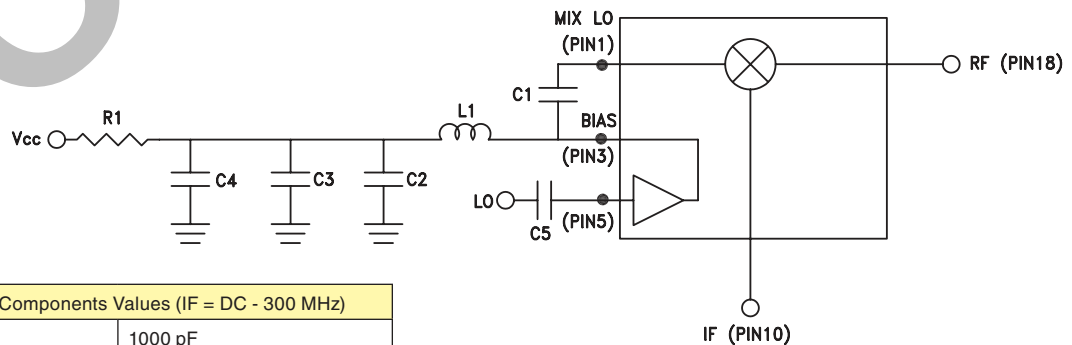 MIX LO
(PIN1)
RF (PIN18)
C1
R1
L1
BIAS
Vcc
(PIN3)
C4
C3
C2
LO
C5
(PIN5)
Components Values (IF = DC - 300 MHz)
1000 pF
IF (PIN10)